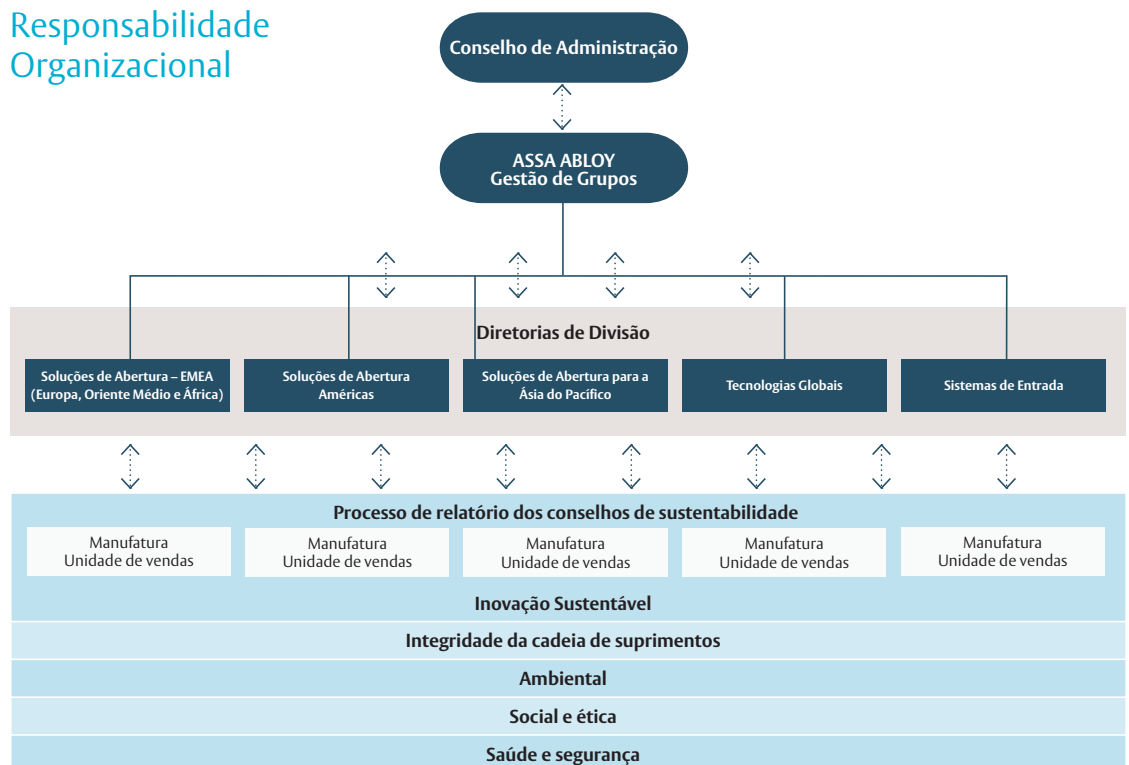 Responsabilidade
Organizacional
Conselho de Administração
ASSA ABLOY
Gestão de Grupos
Diretorias de Divisão
Soluções de Abertura – EMEA
(Europa, Oriente Médio e África)
Soluções de Abertura
Américas
Soluções de Abertura para a
Ásia do Pacífico
Tecnologias Globais
Sistemas de Entrada
Processo de relatório dos conselhos de sustentabilidade
Manufatura
Unidade de vendas
Manufatura
Unidade de vendas
Manufatura
Unidade de vendas
Manufatura
Unidade de vendas
Manufatura
Unidade de vendas
Inovação Sustentável
Integridade da cadeia de suprimentos
Ambiental
Social e ética
Saúde e segurança